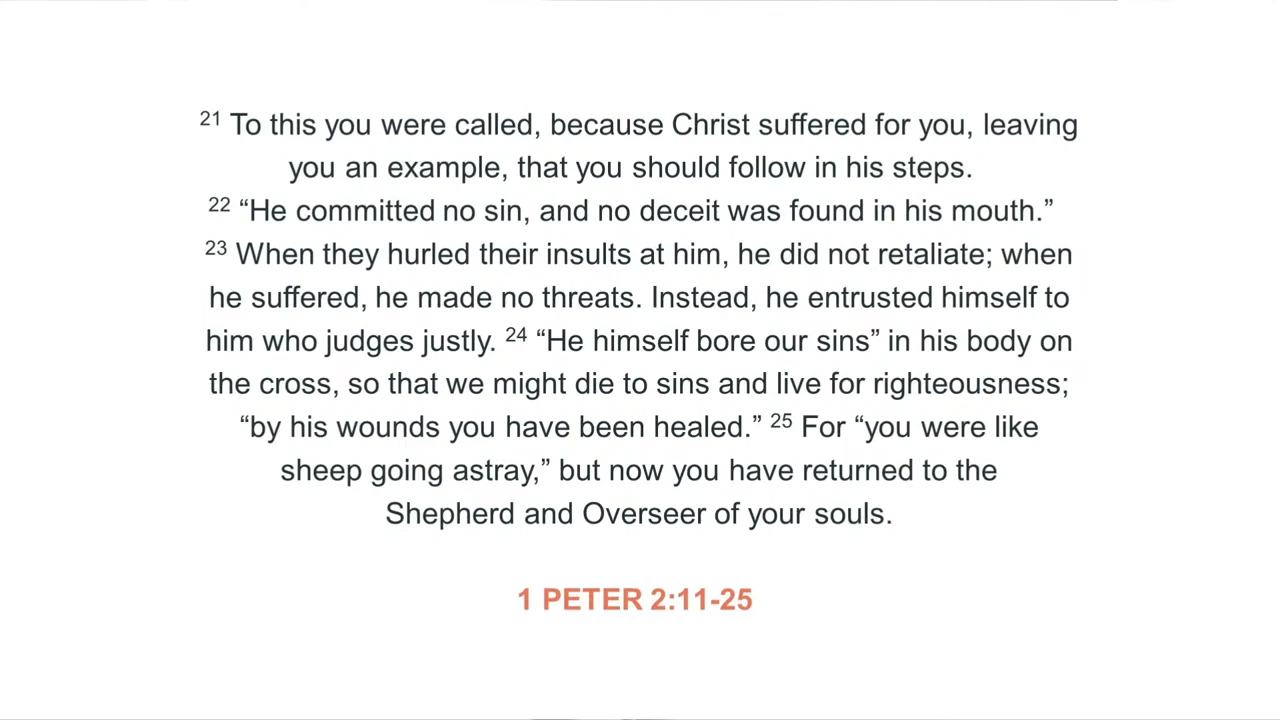 21 To this you were called, because Christ suffered for you, leaving
you an example, that you should follow in his steps.
22 “He committed no sin, and no deceit was found in his mouth.”
23 When they hurled their insults at him, he did not retaliate; when
he suffered, he made no threats. Instead, he entrusted himself to
him who judges justly. 24 “He himself bore our sins” in his body on
the cross, so that we might die to sins and live for righteousness;
“by his wounds you have been healed.” 25 For “you were like
sheep going astray,” but now you have returned to the
Shepherd and Overseer of your souls.
1 PETER 2:11-25